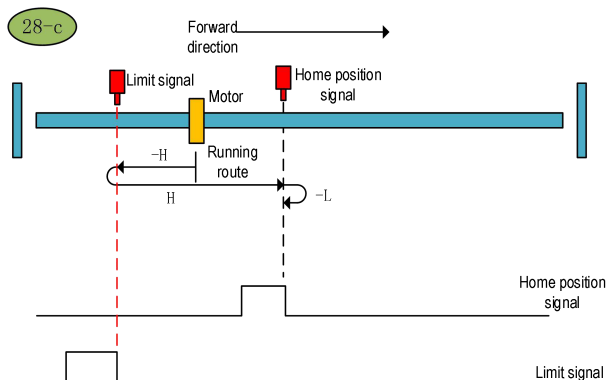 28-c
Forward
direction
Limit signal
Home position
signal
Motor
-H
Running
route
H
-L
Home position
signal
Limit signal